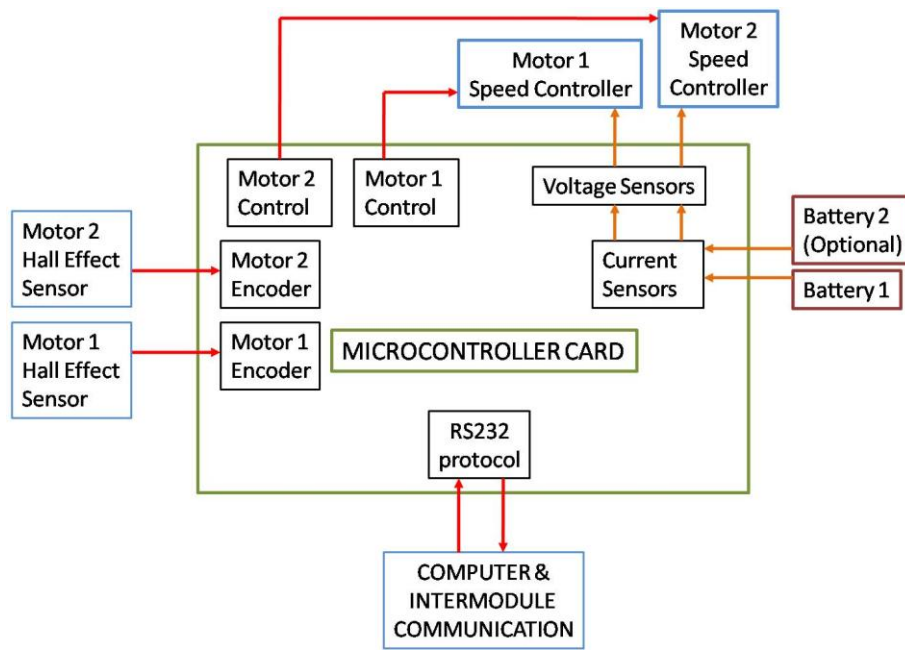 Motor 2
Speed
Controller
Motor 1
Speed Controller
Motor 2
Control
Motor 1
Control
Voltage Sensors
Motor 2
Hall Effect
Sensor
Motor 2
Encoder
Current
Sensors
Battery 2
(Optional)
Battery 1
Motor 1
Hall Effect
Sensor
Motor 1
Encoder
MICROCONTROLLER CARD
RS232
protocol
COMPUTER &
INTERMODULE
COMMUNICATION